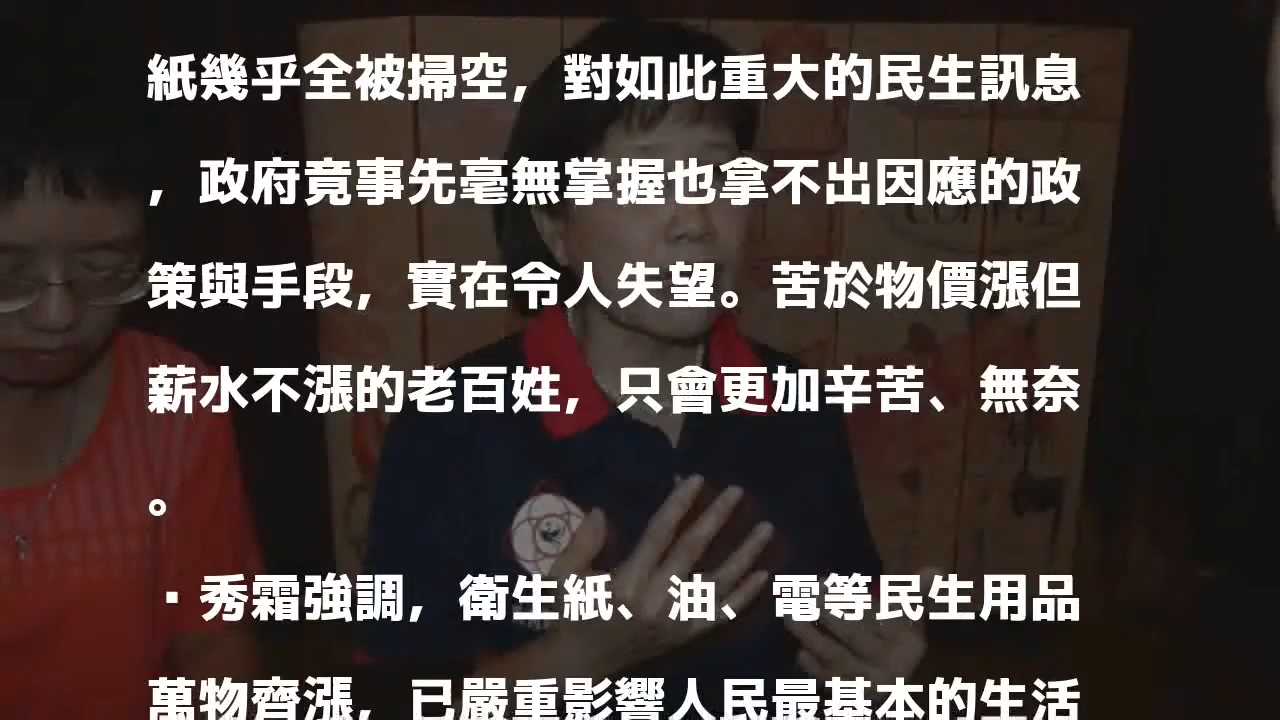 紙幾乎全被掃空，對如此重大的民生訊息
，政府竟事先毫無掌握也拿不出因應的政
策與手段，實在令人失望。苦於物價漲但
薪水不漲的老百姓，只會更加辛苦、無奈
。
▪秀霜強調，衛生紙、油、電等民生用品
萬物齊漲，已嚴重影響人民最基本的生活
COFFEE